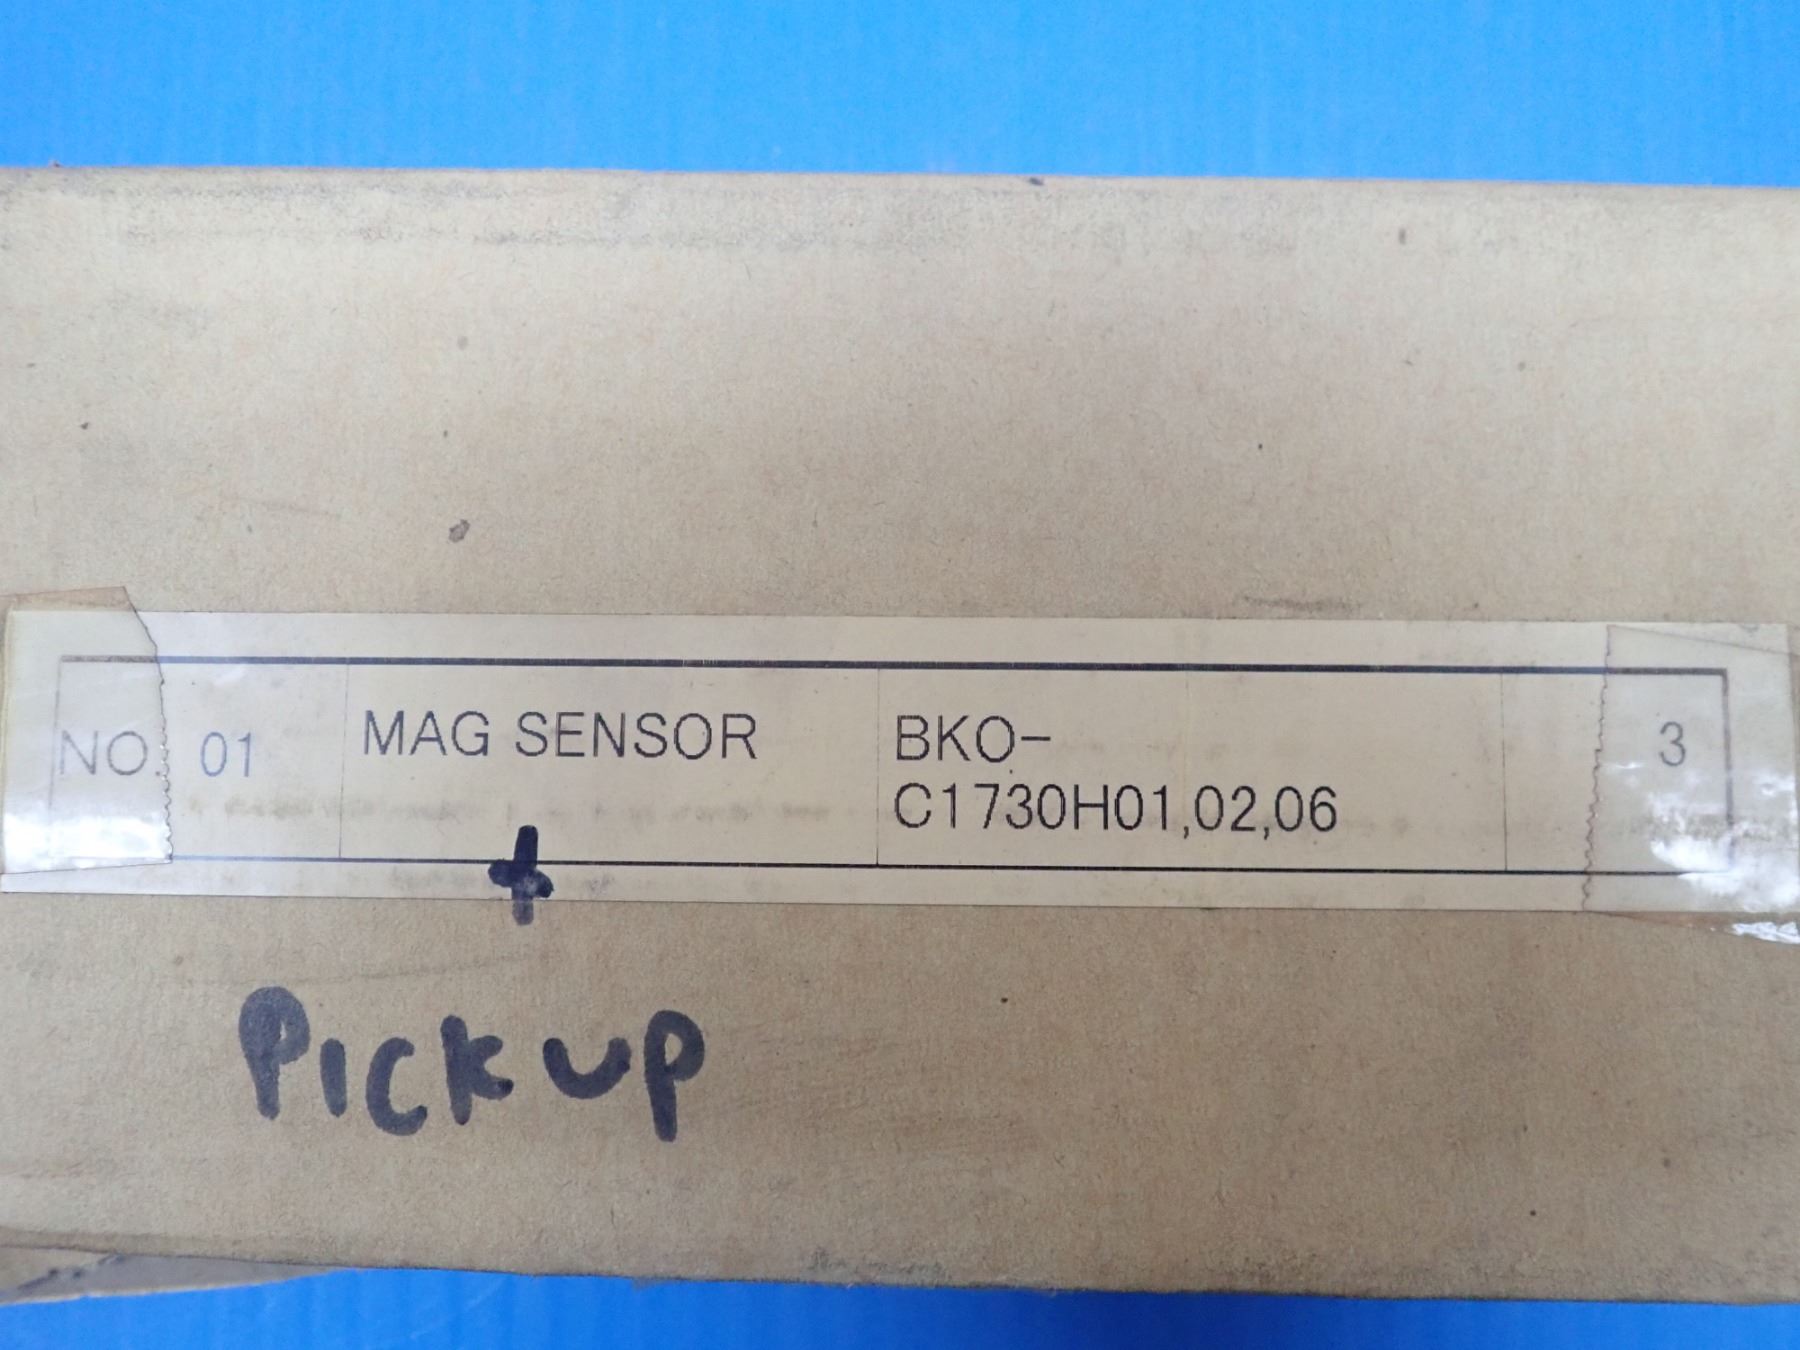 NO. 01 MAG SENSOR BKO- 3
C1730H01,02,06
+
Pickup